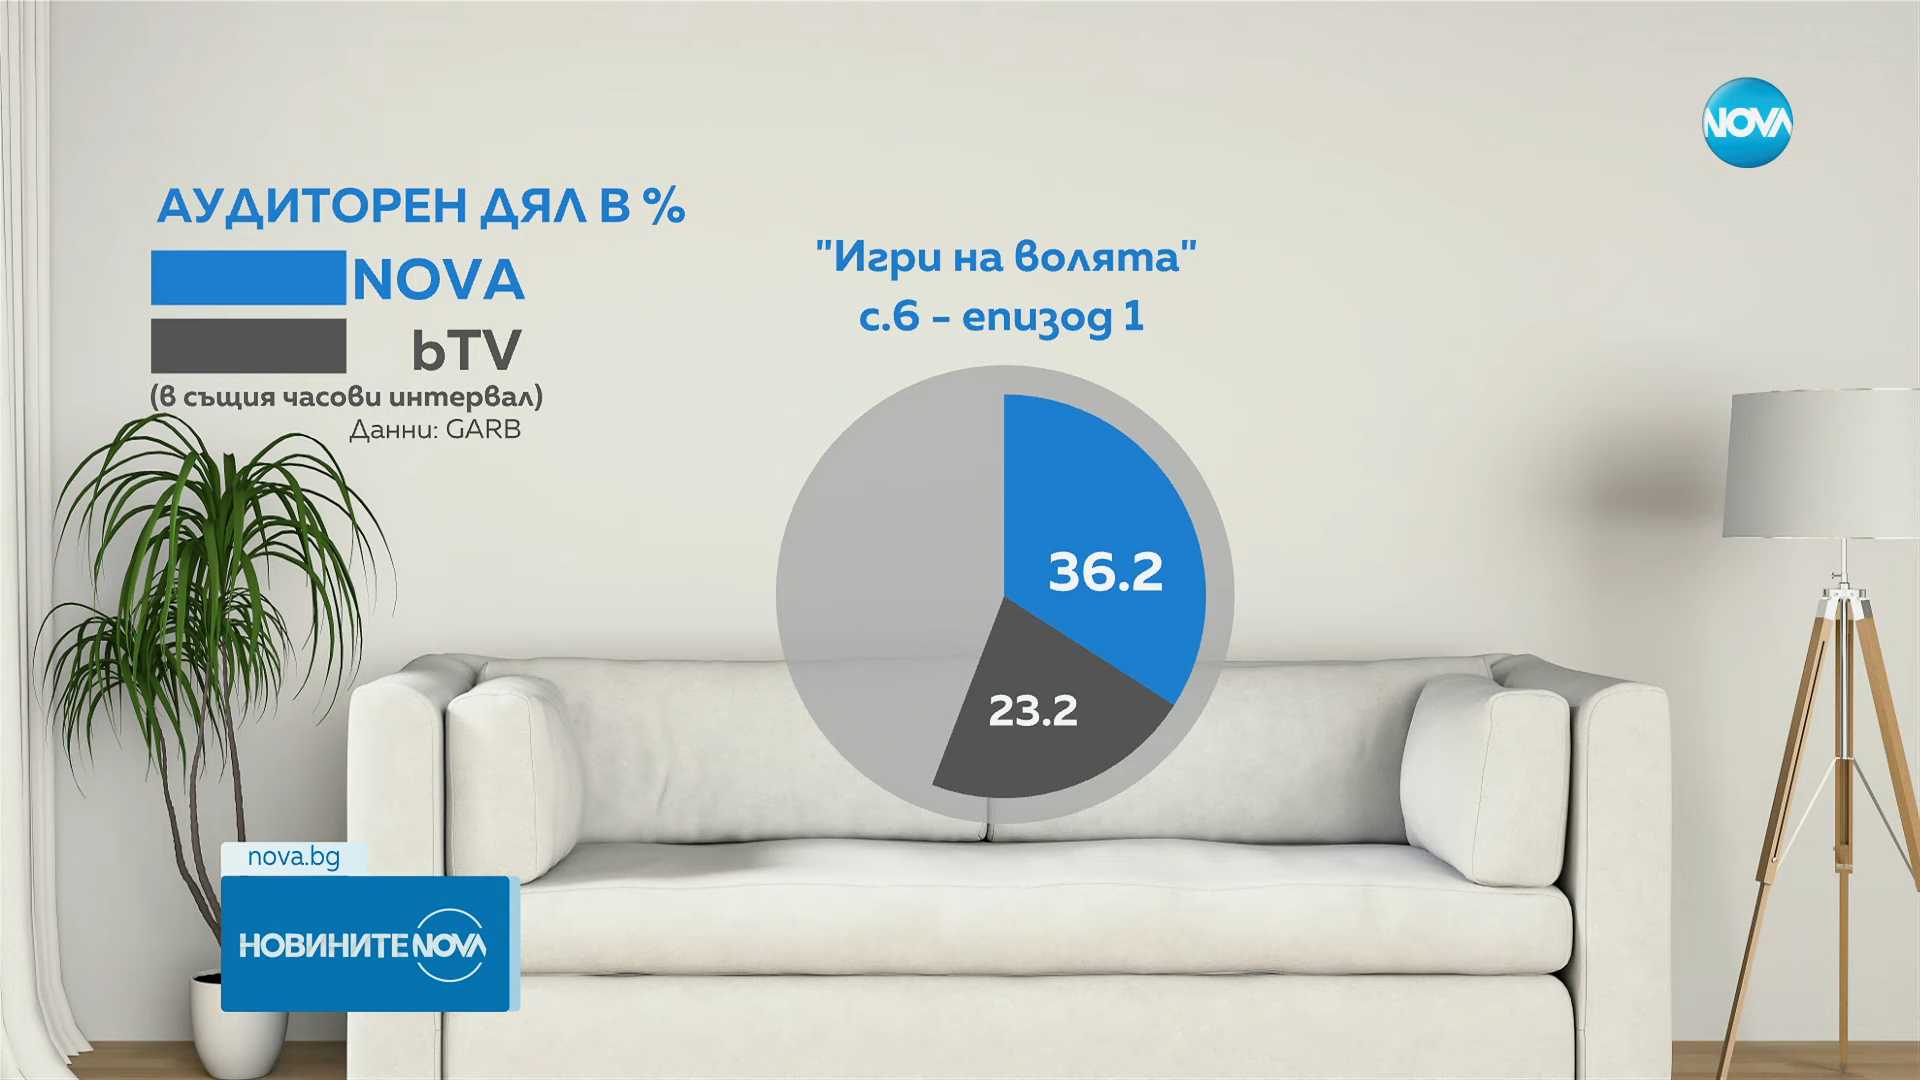 NOVA
АУДИТОРЕН ДЯЛ В %
NOVA
bTV
(в същия часови интервал)
Данни: GARB
"Игри на волята"
с.6 - епизод 1
36.2
23.2
nova.bg
НОВИНИТЕ NOVA